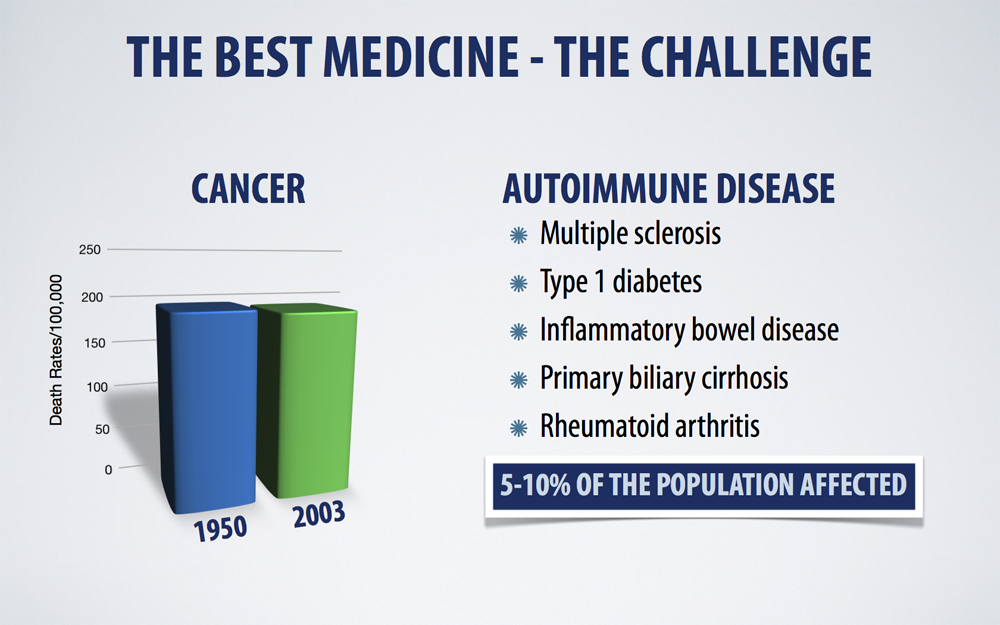 THE BEST MEDICINE - THE CHALLENGE
CANCER
250
200
150
100
50
0
Death Rates/100,000
1950
2003
AUTOIMMUNE DISEASE
Multiple sclerosis
Type 1 diabetes
Inflammatory bowel disease
Primary biliary cirrhosis
Rheumatoid arthritis
5-10% OF THE POPULATION AFFECTED